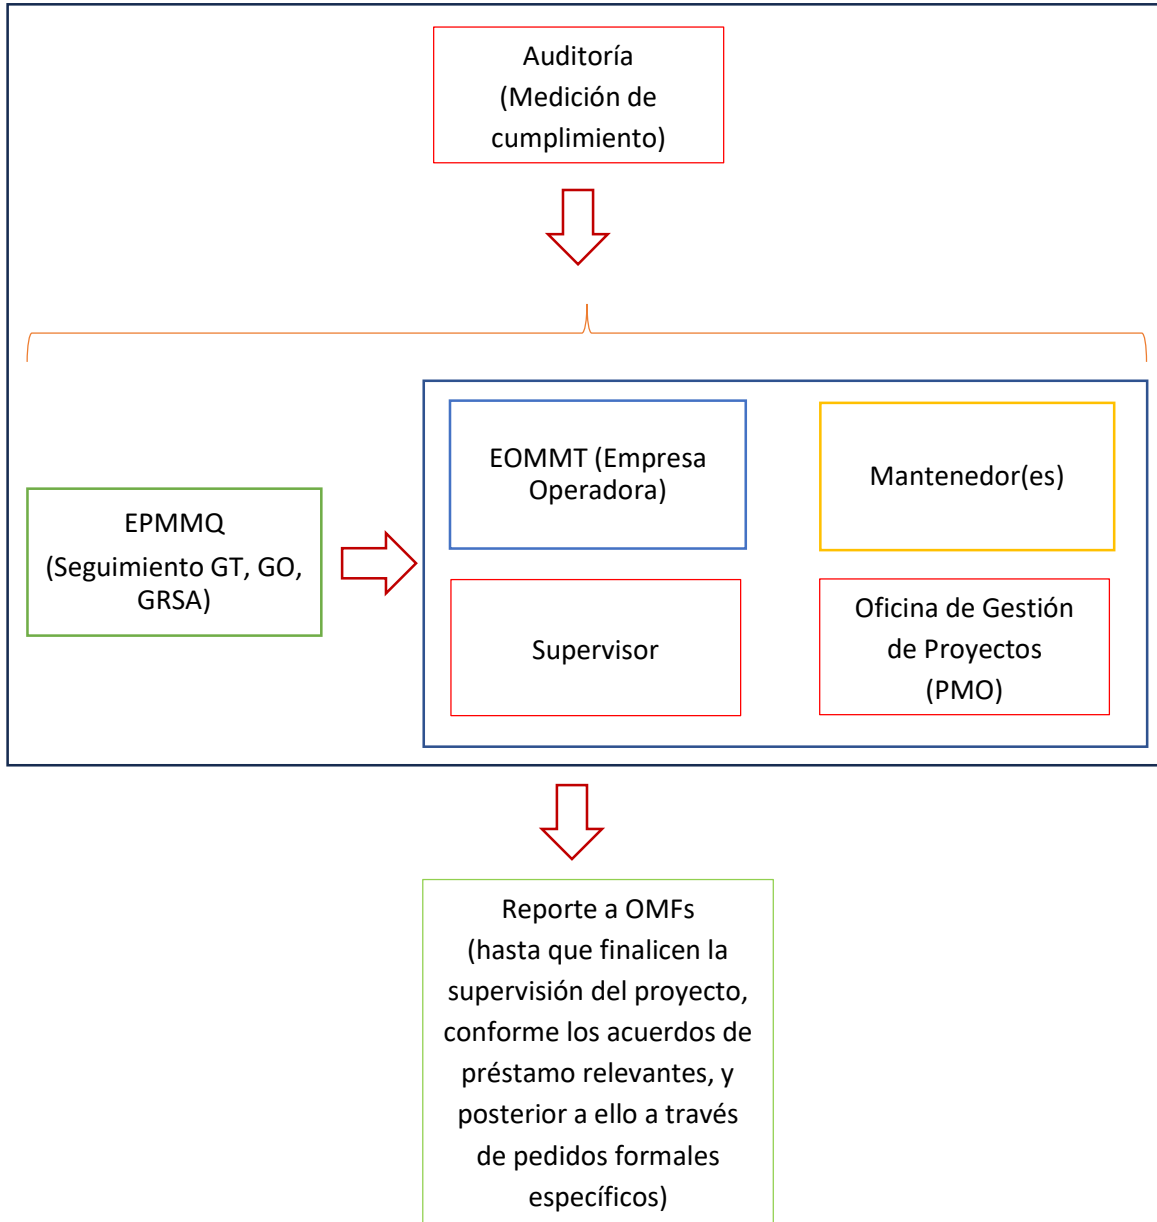 Auditoría
(Medición de
cumplimiento)
EPMMQ
(Seguimiento GT, GO,
GRSA)
EOMMT (Empresa
Operadora)
Mantenedor(es)
Supervisor
Oficina de Gestión
de Proyectos
(PMO)
Reporte a OMFs
(hasta que finalicen la
supervisión del proyecto,
conforme los acuerdos de
préstamo relevantes, y
posterior a ello a través
de pedidos formales
específicos)